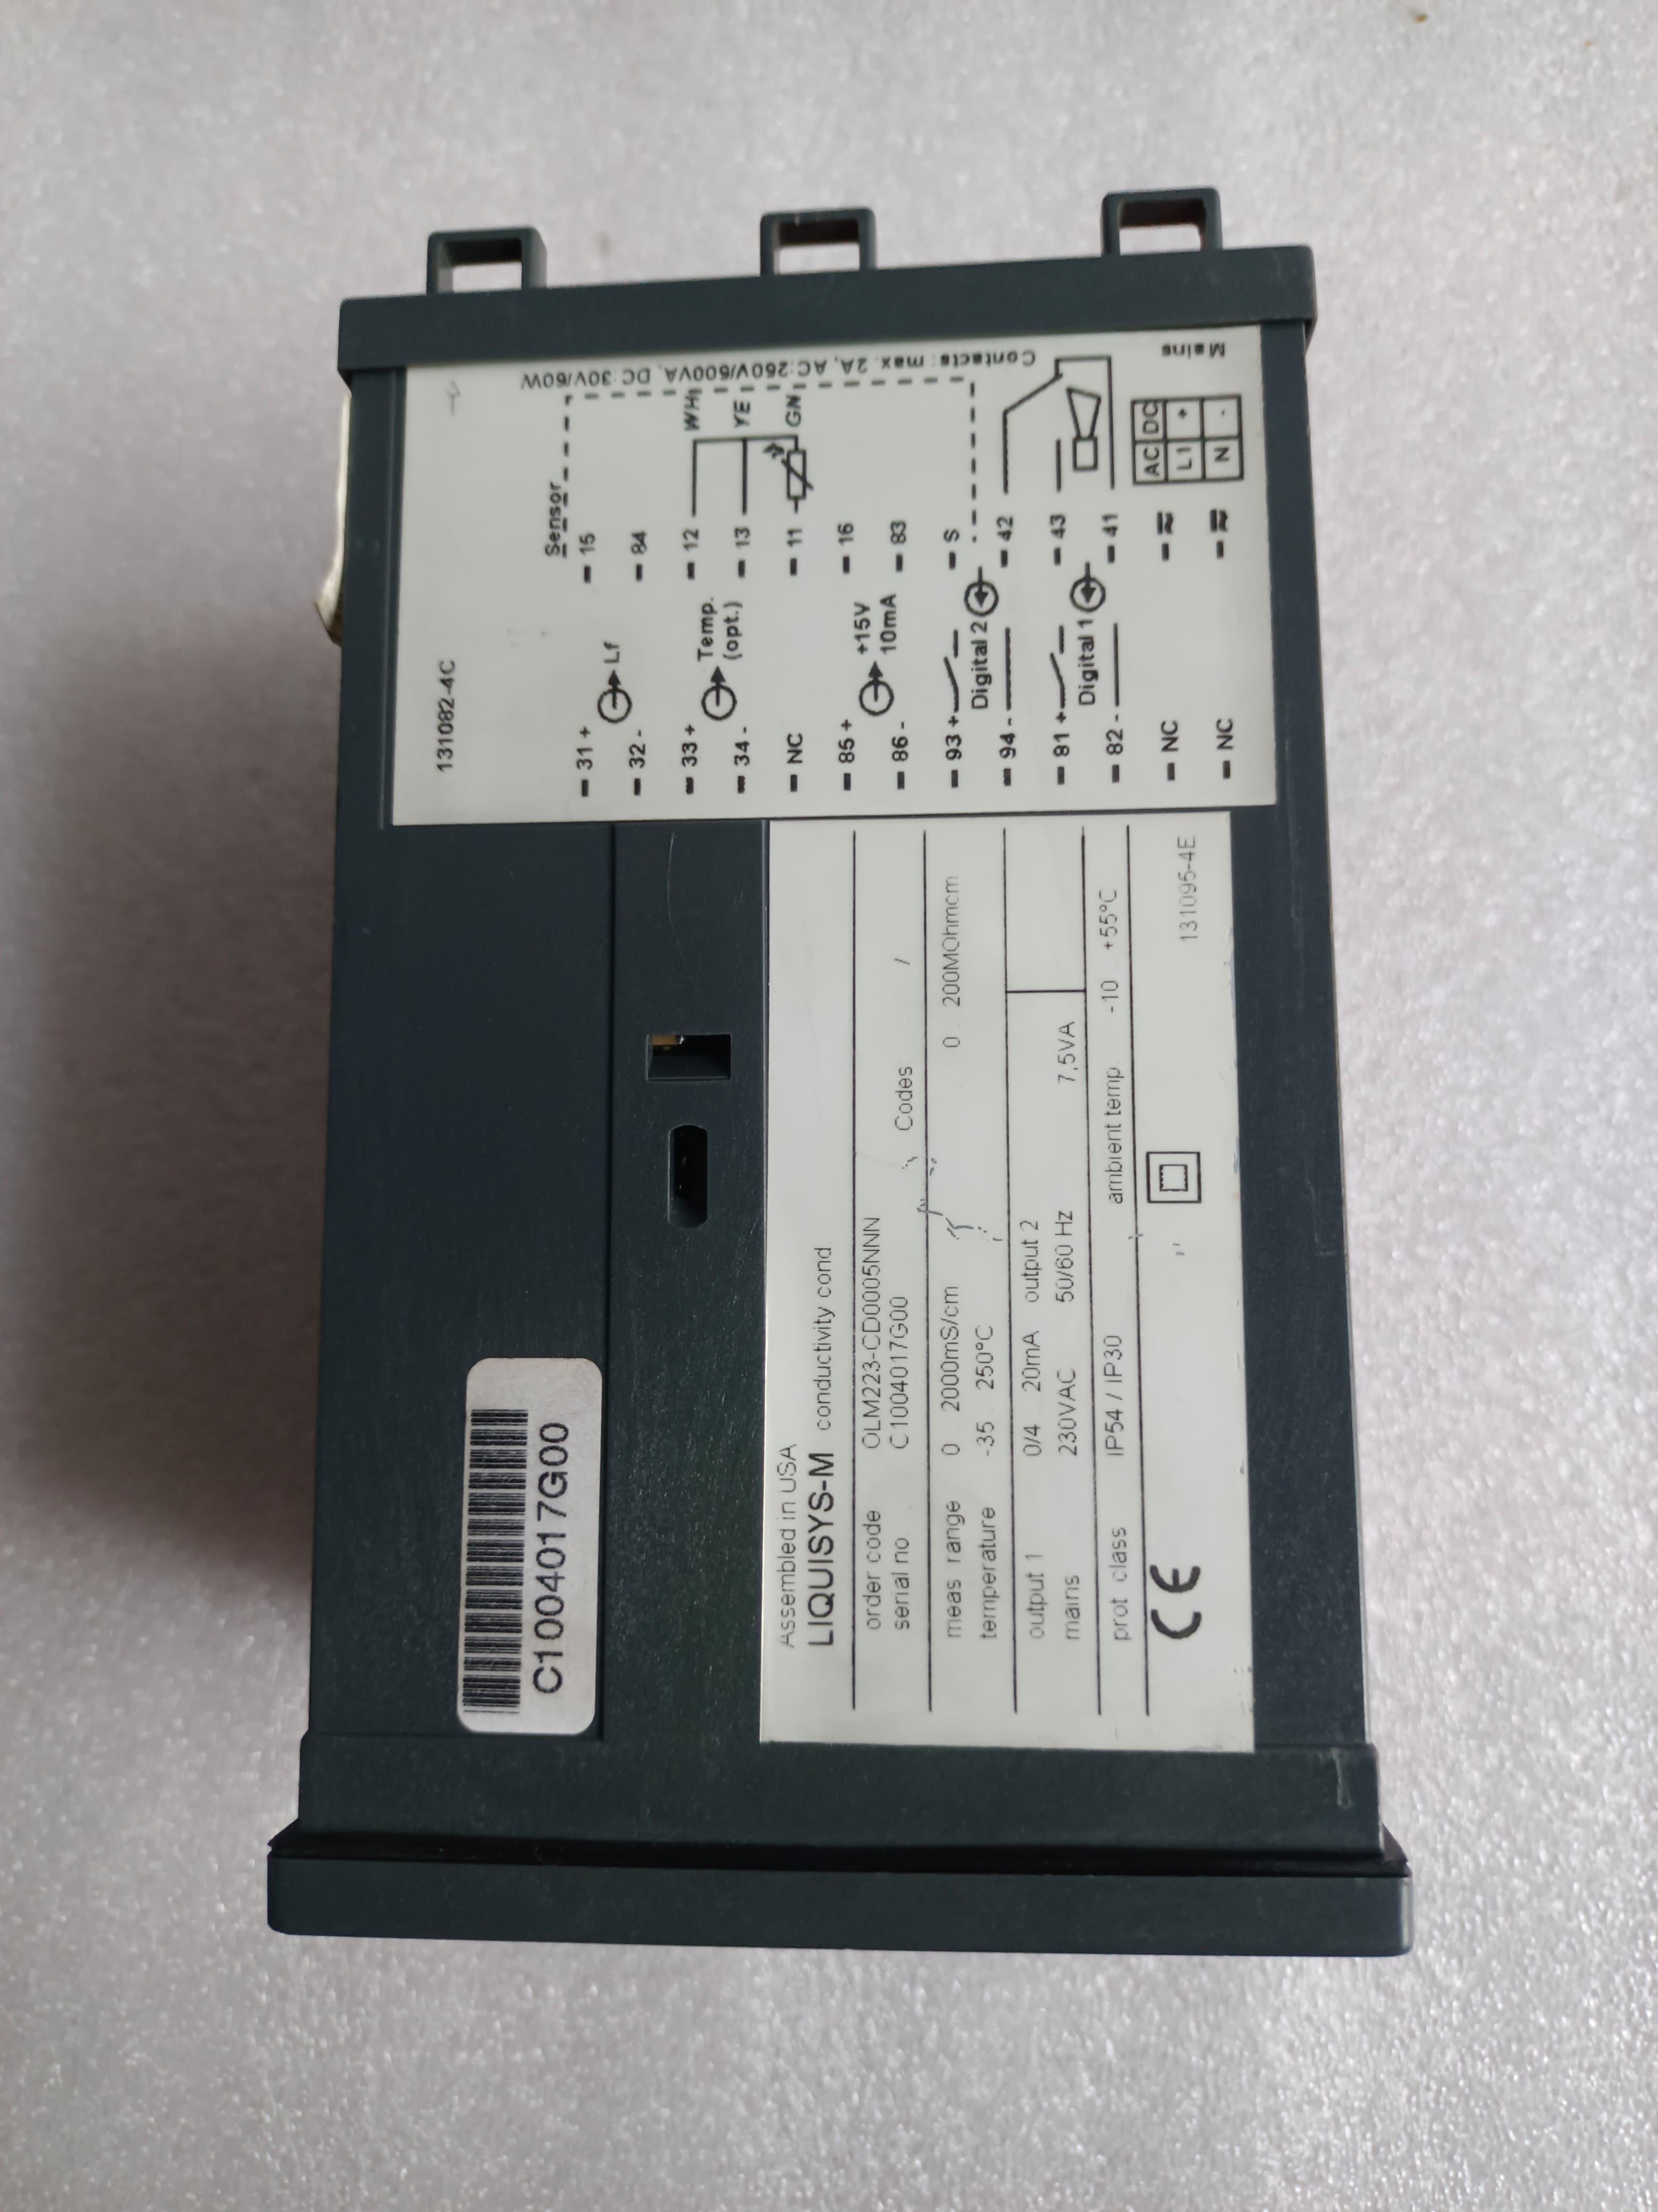 C1004017G00
Assembled in USA
LIQUISYS-M conductivity cond
order code OLM223-CD0005NNN
serial no C1004017G00 Codes /
meas range 0 2000mS/cm 0 200MOhmcm
temperature -35 250°C
output 1 0/4 20mA output 2
mains 230VAC 50/60 Hz 7,5VA
prot class IP54 / IP30 ambient temp -10 +55°C
CE
131095-4E
131082-4C
Sensor
31 + Lf 15
32 - 84
33 + Temp. 12 WH
34 - (opt.) 13 YE
NC 11 GN
85 + +15V 16
86 - 10mA 83
93 + S
Digital 2
94 - 42
81 + 43
Digital 1
82 - 41
NC AC DC
L1 +
NC N -
Contacts: max. 2A, AC:250V/500VA, DC:30V/60W
Mains